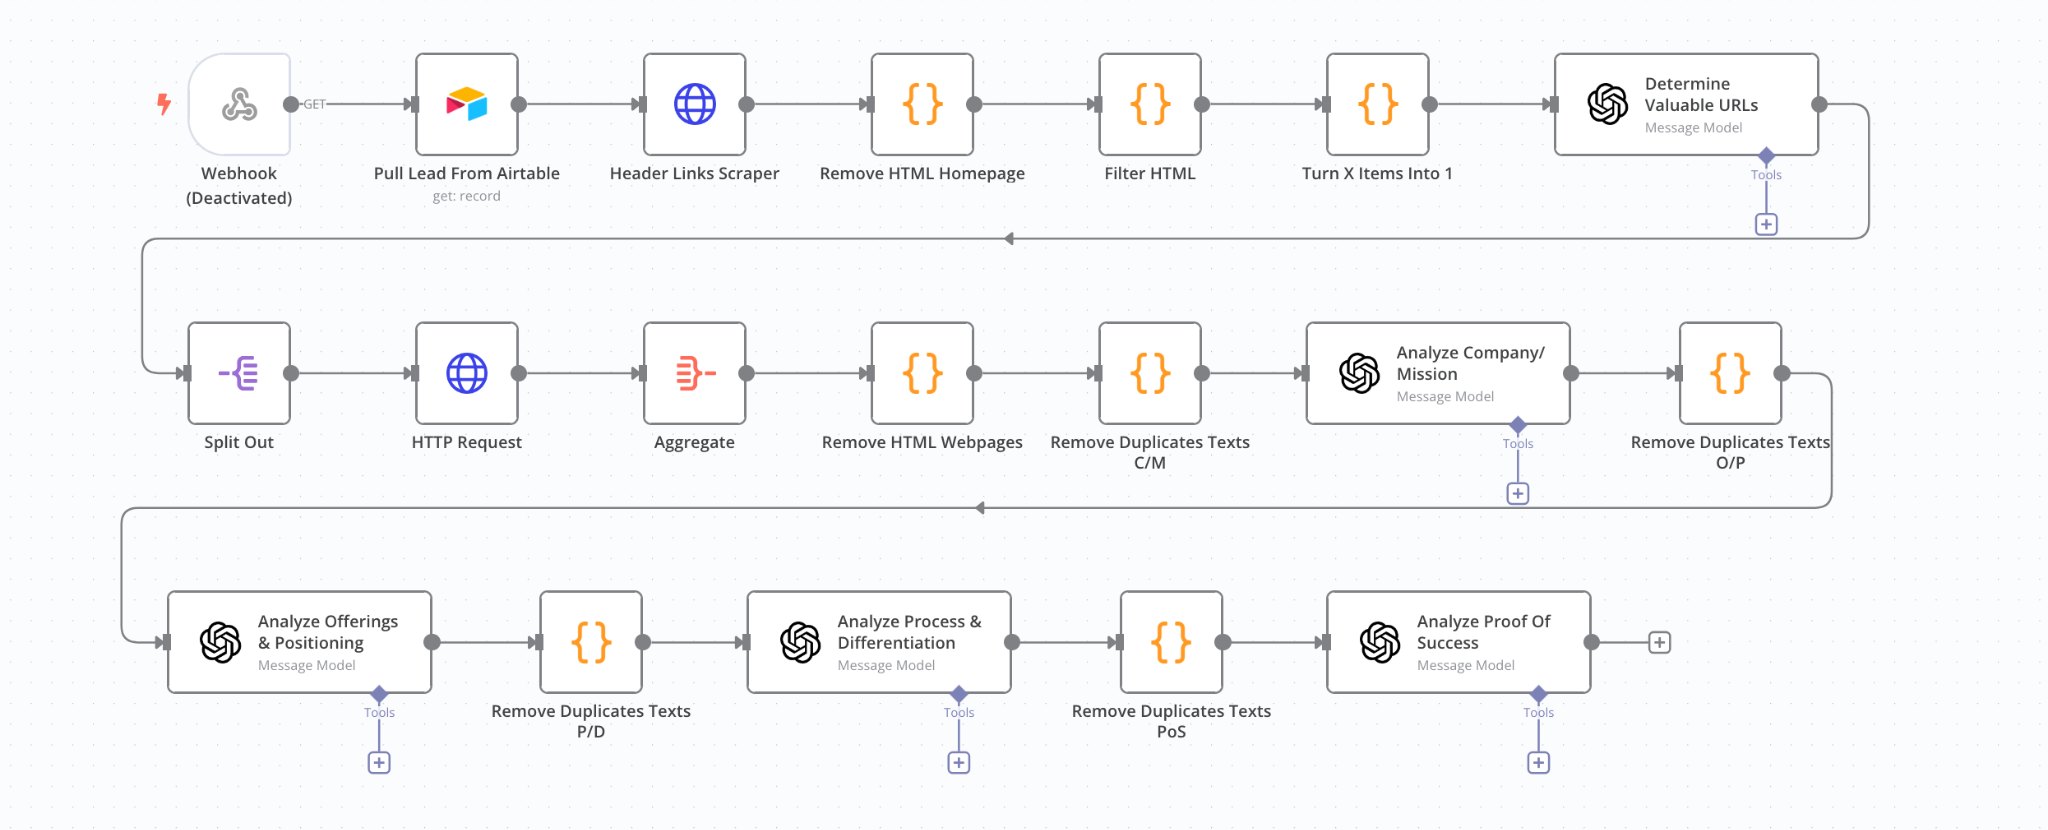 GET
Determine
Valuable URLs
Message Model
Webhook
(Deactivated)
Pull Lead From Airtable
get: record
Header Links Scraper
Remove HTML Homepage
Filter HTML
Turn X Items Into 1
Tools
Analyze Company/
Mission
Message Model
Split Out
HTTP Request
Aggregate
Remove HTML Webpages
Remove Duplicates Texts
C/M
Tools
Remove Duplicates Texts
O/P
Analyze Offerings
& Positioning
Message Model
Analyze Process &
Differentiation
Message Model
Analyze Proof Of
Success
Message Model
Tools
Remove Duplicates Texts
P/D
Tools
Remove Duplicates Texts
PoS
Tools